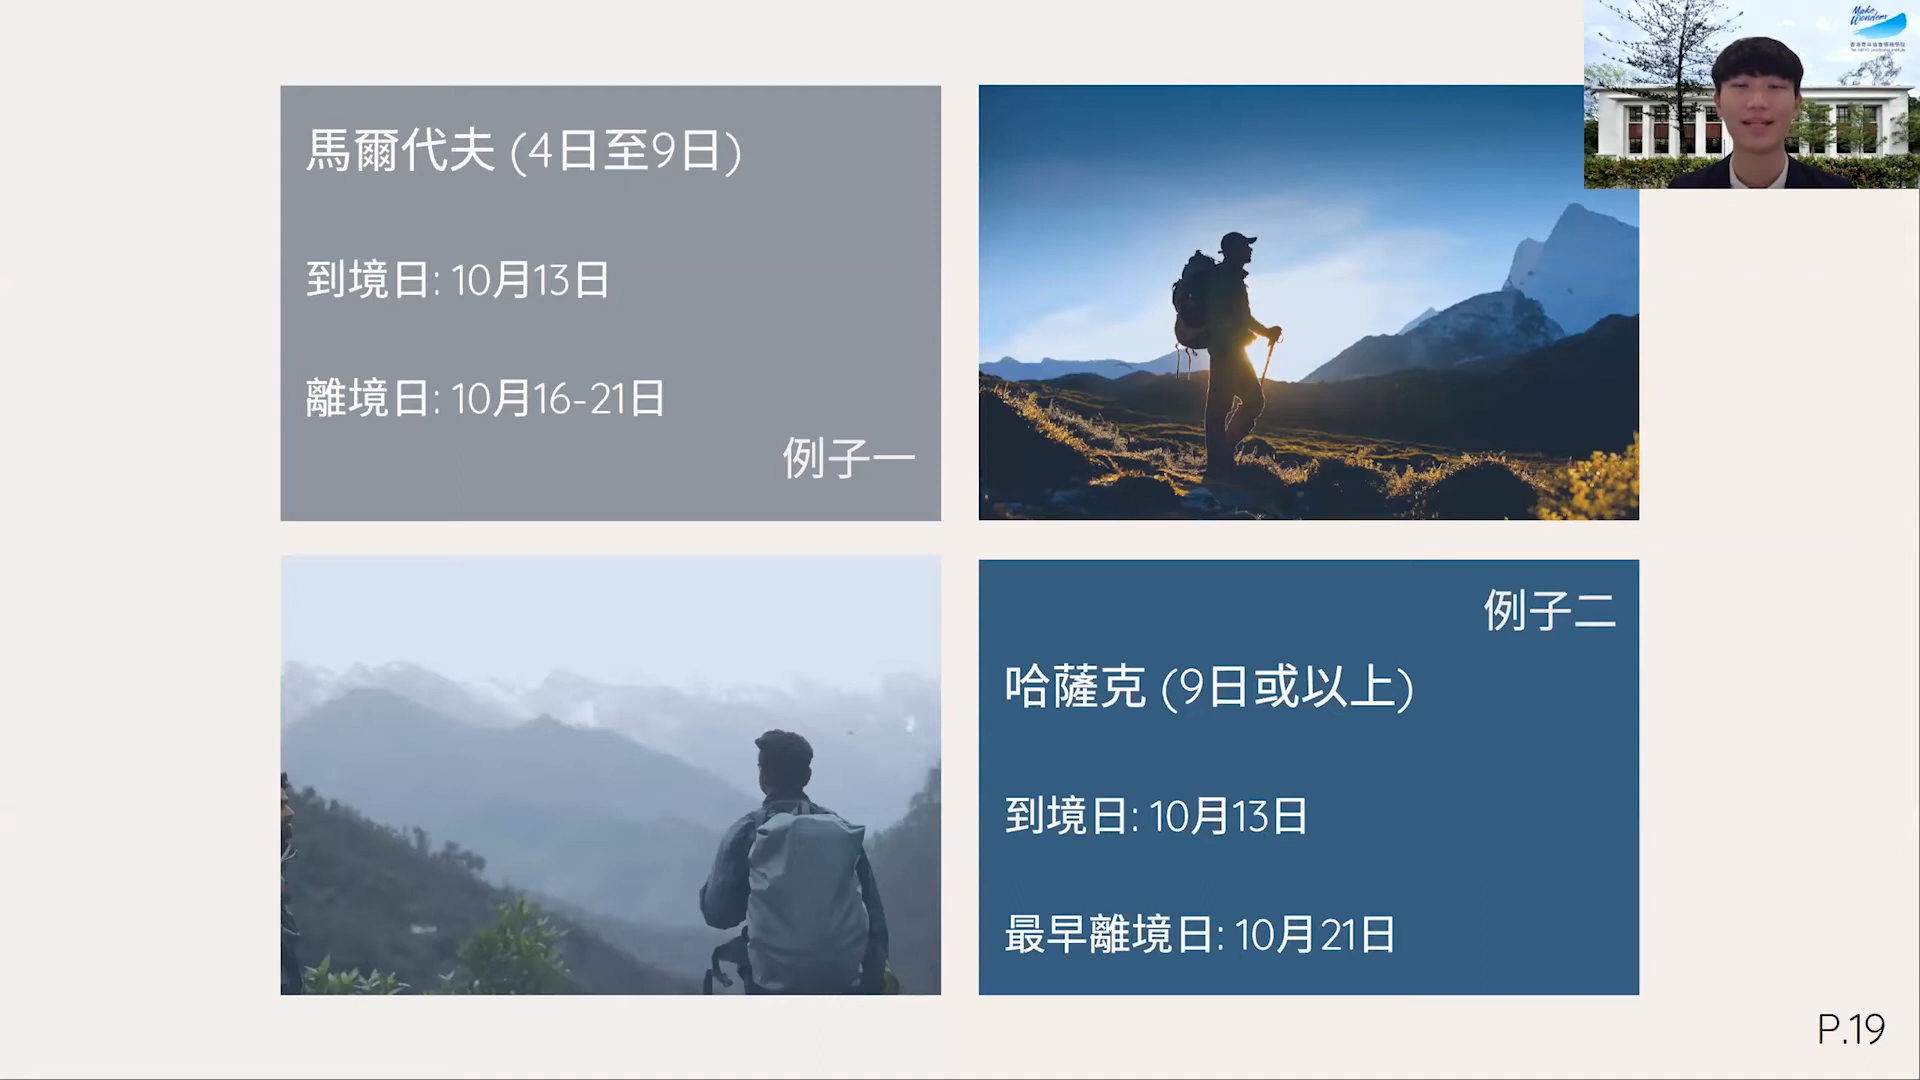 馬爾代夫 (4日至9日)
到境日: 10月13日
離境日: 10月16-21日
例子一
Make
Wonders
例子二
哈薩克 (9日或以上)
到境日: 10月13日
最早離境日: 10月21日
P.19